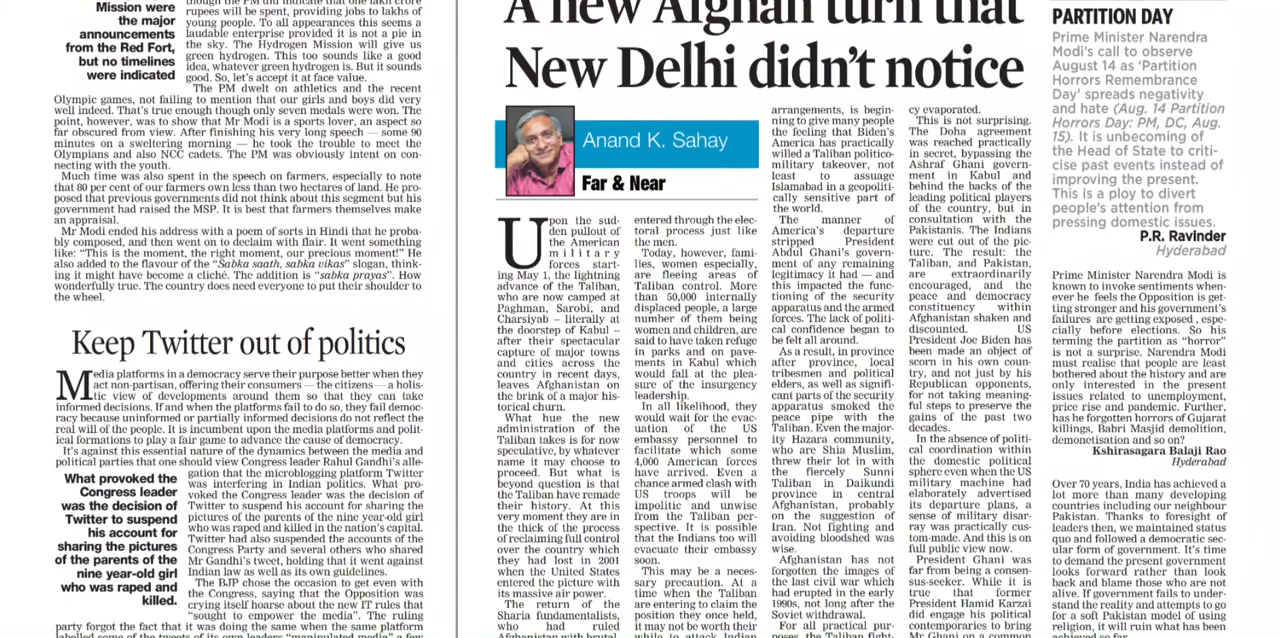 Mission were
the major
announcements
from the Red Fort,
but no timelines
were indicated
though the PM did indicate that one lakh crore
rupees will be spent, providing jobs to lakhs of
young people. To all appearances this seems a
laudable enterprise provided it is not a pie in
the sky. The Hydrogen Mission will give us
green hydrogen. This too sounds like a good
idea, whatever green hydrogen is. But it sounds
good. So, let's accept it at face value.
The PM dwelt on athletics and the recent
Olympic games, not failing to mention that our girls and boys did very
well indeed. That's true enough though only seven medals were won. The
point, however, was to show that Mr Modi is a sports lover, an aspect so
far obscured from view. After finishing his very long speech — some 90
minutes on a sweltering morning — he took the trouble to meet the
Olympians and also NCC cadets. The PM was obviously intent on con-
necting with the youth.
Much time was also spent in the speech on farmers, especially to note
that 80 per cent of our farmers own less than two hectares of land. He pro-
posed that previous governments did not think about this segment but his
government had raised the MSP. It is best that farmers themselves make
an appraisal.
Mr Modi ended his address with a poem of sorts in Hindi that he proba-
bly composed, and then went on to declaim with flair. It went something
like: "This is the moment, the right moment, our precious moment!" He
also added to the flavour of the "Sabka saath, sabka vikas" slogan, think-
ing it might have become a cliché. The addition is "sabka prayas". How
wonderfully true. The country does need everyone to put their shoulder to
the wheel.
Keep Twitter out of politics
Media platforms in a democracy serve their purpose better when they
act non-partisan, offering their consumers — the citizens — a holis-
tic view of developments around them so that they can take
informed decisions. If and when the platforms fail to do so, they fail democ-
racy because uninformed or partially informed decisions do not reflect the
real will of the people. It is incumbent upon the media platforms and polit-
ical formations to play a fair game to advance the cause of democracy.
It's against this essential nature of the dynamics between the media and
political parties that one should view Congress leader Rahul Gandhi's alle-
gation that the microblogging platform Twitter
was interfering in Indian politics. What pro-
voked the Congress leader was the decision of
Twitter to suspend his account for sharing the
pictures of the parents of the nine year-old girl
who was raped and killed in the nation's capital.
Twitter had also suspended the accounts of the
Congress Party and several others who shared
Mr Gandhi's tweet, holding that it went against
Indian law as well as its own guidelines.
The BJP chose the occasion to get even with
the Congress, saying that the Opposition was
crying itself hoarse about the new IT rules that
"sought to empower the media". The ruling
party forgot the fact that it was doing the same when the same platform
labelled some of the tweets of its own leaders "manipulated media" a few
What provoked the
Congress leader
was the decision of
Twitter to suspend
his account for
sharing the pictures
of the parents of the
nine year-old girl
who was raped and
killed.
A new Afghan turn that
New Delhi didn't notice
Anand K. Sahay
Far & Near
Upon the sud-
den pullout of
the American
military
forces start-
ing May 1, the lightning
advance of the Taliban,
who are now camped at
Paghman, Sarobi, and
Charsiyab – literally at
the doorstep of Kabul –
after their spectacular
capture of major towns
and cities across the
country in recent days,
leaves Afghanistan on
the brink of a major his-
torical churn.
What hue the new
administration of the
Taliban takes is for now
speculative, by whatever
name it may choose to
proceed. But what is
beyond question is that
the Taliban have remade
their history. At this
very moment they are in
the thick of the process
of reclaiming full control
over the country which
they had lost in 2001
when the United States
entered the picture with
its massive air power.
The return of the
Sharia fundamentalists,
who had ruled
Afghanistan with brutal
entered through the elec-
toral process just like
the men.
Today, however, fami-
lies, women especially,
are fleeing areas of
Taliban control. More
than 50,000 internally
displaced people, a large
number of them being
women and children, are
said to have taken refuge
in parks and on pave-
ments in Kabul which
would fall at the plea-
sure of the insurgency
leadership.
In all likelihood, they
would wait for the evac-
uation of the US
embassy personnel to
facilitate which some
4,000 American forces
have arrived. Even a
chance armed clash with
US troops will be
impolitic and unwise
from the Taliban per-
spective. It is possible
that the Indians too will
evacuate their embassy
soon.
This may be a neces-
sary precaution. At a
time when the Taliban
are entering to claim the
position they once held,
it may not be worth their
while to attack Indian
arrangements, is begin-
ning to give many people
the feeling that Biden's
America has practically
willed a Taliban politico-
military takeover, not
least to assuage
Islamabad in a geopoliti-
cally sensitive part of
the world.
The manner of
America's departure
stripped President
Abdul Ghani's govern-
ment of any remaining
legitimacy it had — and
this impacted the func-
tioning of the security
apparatus and the armed
forces. The lack of politi-
cal confidence began to
be felt all around.
As a result, in province
after province, local
tribesmen and political
elders, as well as signifi-
cant parts of the security
apparatus smoked the
peace pipe with the
Taliban. Even the major-
ity Hazara community,
who are Shia Muslim,
threw their lot in with
the fiercely Sunni
Taliban in Daikundi
province in central
Afghanistan, probably
on the suggestion of
Iran. Not fighting and
avoiding bloodshed was
wise.
Afghanistan has not
forgotten the images of
the last civil war which
had erupted in the early
1990s, not long after the
Soviet withdrawal.
For all practical pur-
poses, the Taliban fight-
cy evaporated.
This is not surprising.
The Doha agreement
was reached practically
in secret, bypassing the
Ashraf Ghani govern-
ment in Kabul and
behind the backs of the
leading political players
of the country, but in
consultation with the
Pakistanis. The Indians
were cut out of the pic-
ture. The result: the
Taliban, and Pakistan,
are extraordinarily
encouraged, and the
peace and democracy
constituency within
Afghanistan shaken and
discounted. US
President Joe Biden has
been made an object of
scorn in his own coun-
try, and not just by his
Republican opponents,
for not taking meaning-
ful steps to preserve the
gains of the past two
decades.
In the absence of politi-
cal coordination within
the domestic political
sphere even when the US
military machine had
elaborately advertised
its departure plans, a
sense of military disar-
ray was practically cus-
tom-made. And this is on
full public view now.
President Ghani was
far from being a consen-
sus-seeker. While it is
true that former
President Hamid Karzai
did engage his political
contemporaries to bring
Mr Ghani on a common
PARTITION DAY
Prime Minister Narendra
Modi's call to observe
August 14 as 'Partition
Horrors Remembrance
Day' spreads negativity
and hate (Aug. 14 Partition
Horrors Day: PM, DC, Aug.
15). It is unbecoming of
the Head of State to criti-
cise past events instead of
improving the present.
This is a ploy to divert
people's attention from
pressing domestic issues.
P.R. Ravinder
Hyderabad
Prime Minister Narendra Modi is
known to invoke sentiments when-
ever he feels the Opposition is get-
ting stronger and his government's
failures are getting exposed , espe-
cially before elections. So his
terming the partition as "horror"
is not a surprise. Narendra Modi
must realise that people are least
bothered about the history and are
only interested in the present
issues related to unemployment,
price rise and pandemic. Further,
has he forgotten horrors of Gujarat
killings, Babri Masjid demolition,
demonetisation and so on?
Kshirasagara Balaji Rao
Hyderabad
Over 70 years, India has achieved a
lot more than many developing
countries including our neighbour
Pakistan. Thanks to foresight of
leaders then, we maintained status
quo and followed a democratic sec-
ular form of government. It's time
to demand the present government
looks forward rather than look
back and blame those who are not
alive. If government fails to under-
stand the reality and attempts to go
for a soft Pakistan model of using
religion, it will ruin what has been
achieved so far.